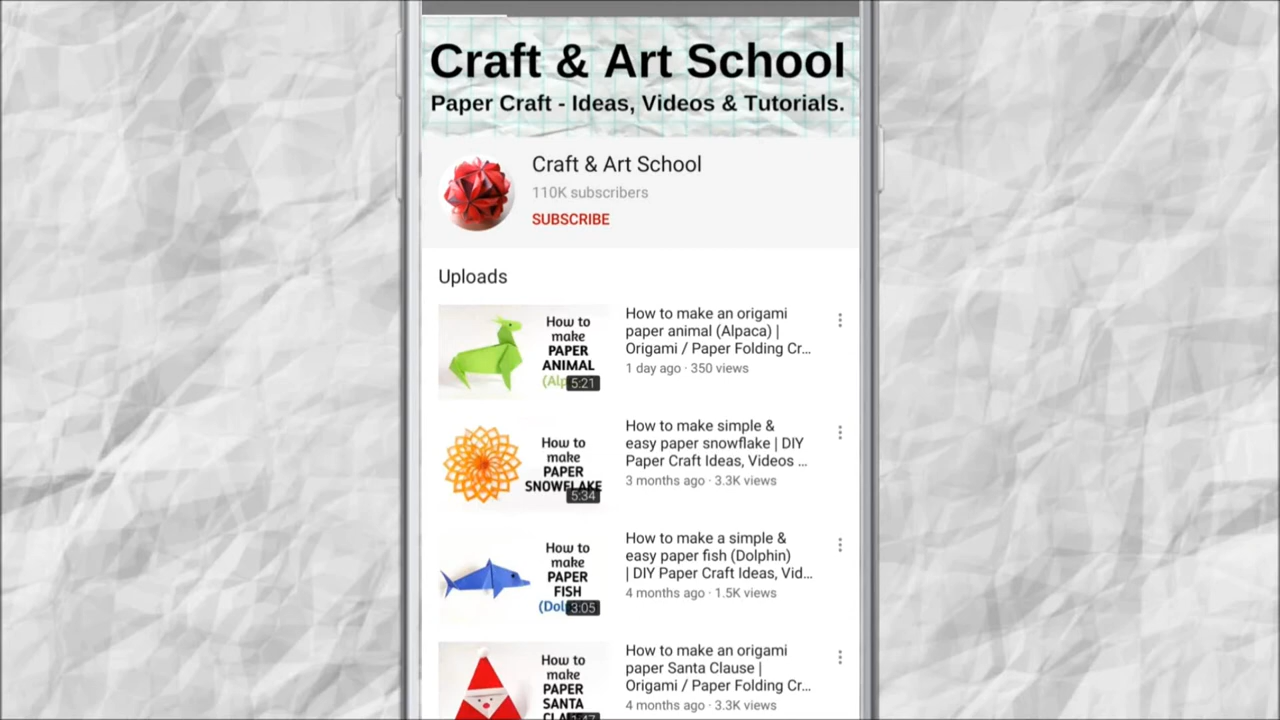 Craft & Art School
Paper Craft - Ideas, Videos & Tutorials.
Craft & Art School
110K subscribers
SUBSCRIBE
Uploads
How to
make
PAPER
ANIMAL
(Alp
5:21
How to make an origami
paper animal (Alpaca) |
Origami / Paper Folding Cr...
1 day ago · 350 views
How to
make
PAPER
SNOWFLAKE
5:34
How to make simple &
easy paper snowflake | DIY
Paper Craft Ideas, Videos ...
3 months ago · 3.3K views
How to
make
PAPER
FISH
(Dol
3:05
How to make a simple &
easy paper fish (Dolphin)
| DIY Paper Craft Ideas, Vid...
4 months ago · 1.5K views
How to
make
PAPER
SANTA
How to make an origami
paper Santa Clause |
Origami / Paper Folding Cr...
4 months ago · 3.3K views